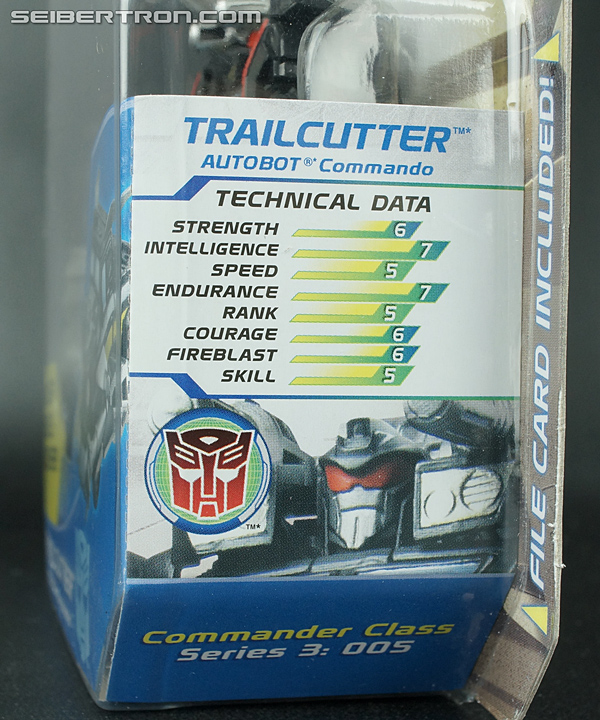 SEIBERTRON.COM
TRAILCUTTER™*
AUTOBOT®* Commando
TECHNICAL DATA
STRENGTH 6
INTELLIGENCE 7
SPEED 5
ENDURANCE 7
RANK 5
COURAGE 6
FIREBLAST 6
SKILL 5
TM*
Commander Class
Series 3: 005
FILE CARD INCLUDED!